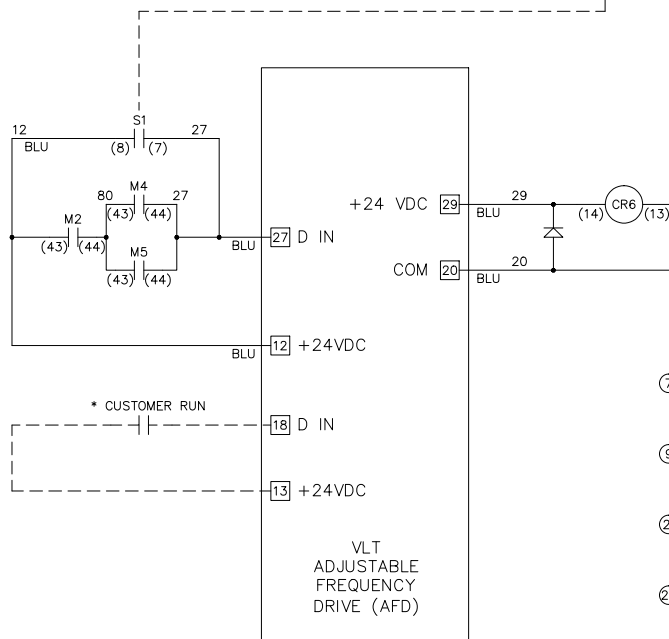 S1
12
27
BLU
(8)
(7)
M4
80
27
(43)
(44)
M2
(43)
(44)
BLU
M5
(43)
(44)
27
D IN
BLU
12
+24VDC
* CUSTOMER RUN
18
D IN
13
+24VDC
+24 VDC
29
29
BLU
(14)
CR6
(13)
COM
20
20
BLU
VLT
ADJUSTABLE
FREQUENCY
DRIVE (AFD)